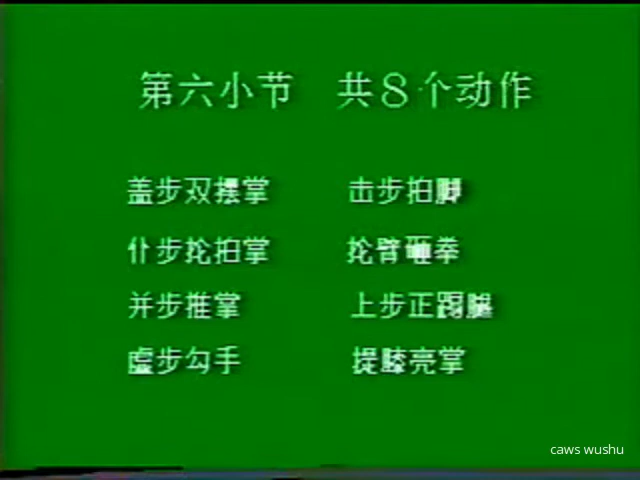 第六小节 共8个动作
盖步双摆掌 击步拍脚
仆步抡拍掌 抡臂砸拳
并步推掌 上步正踢腿
虚步勾手 提膝亮掌
caws wushu